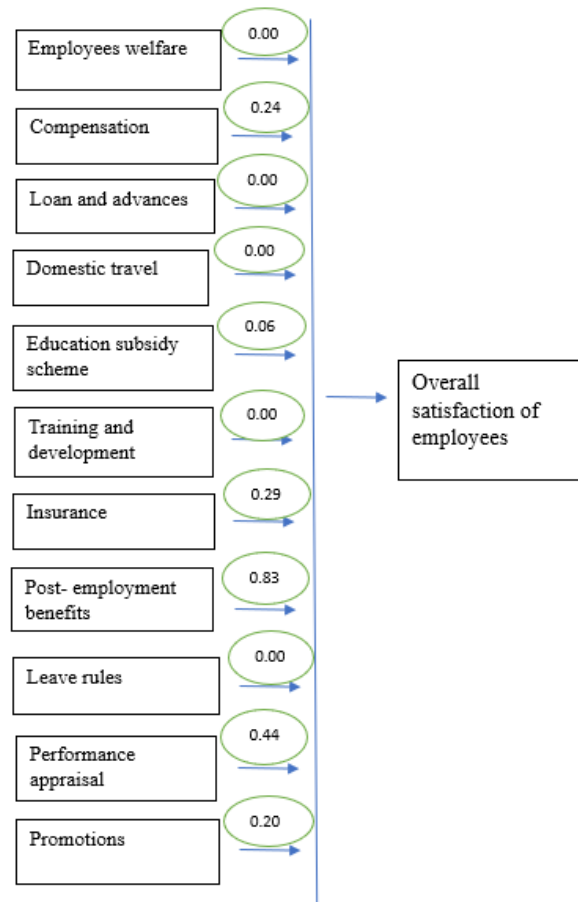 0.00
Employees welfare
0.24
Compensation
0.00
Loan and advances
0.00
Domestic travel
0.06
Education subsidy
scheme
0.00
Training and
development
0.29
Insurance
0.83
Post- employment
benefits
0.00
Leave rules
0.44
Performance
appraisal
0.20
Promotions
Overall
satisfaction of
employees